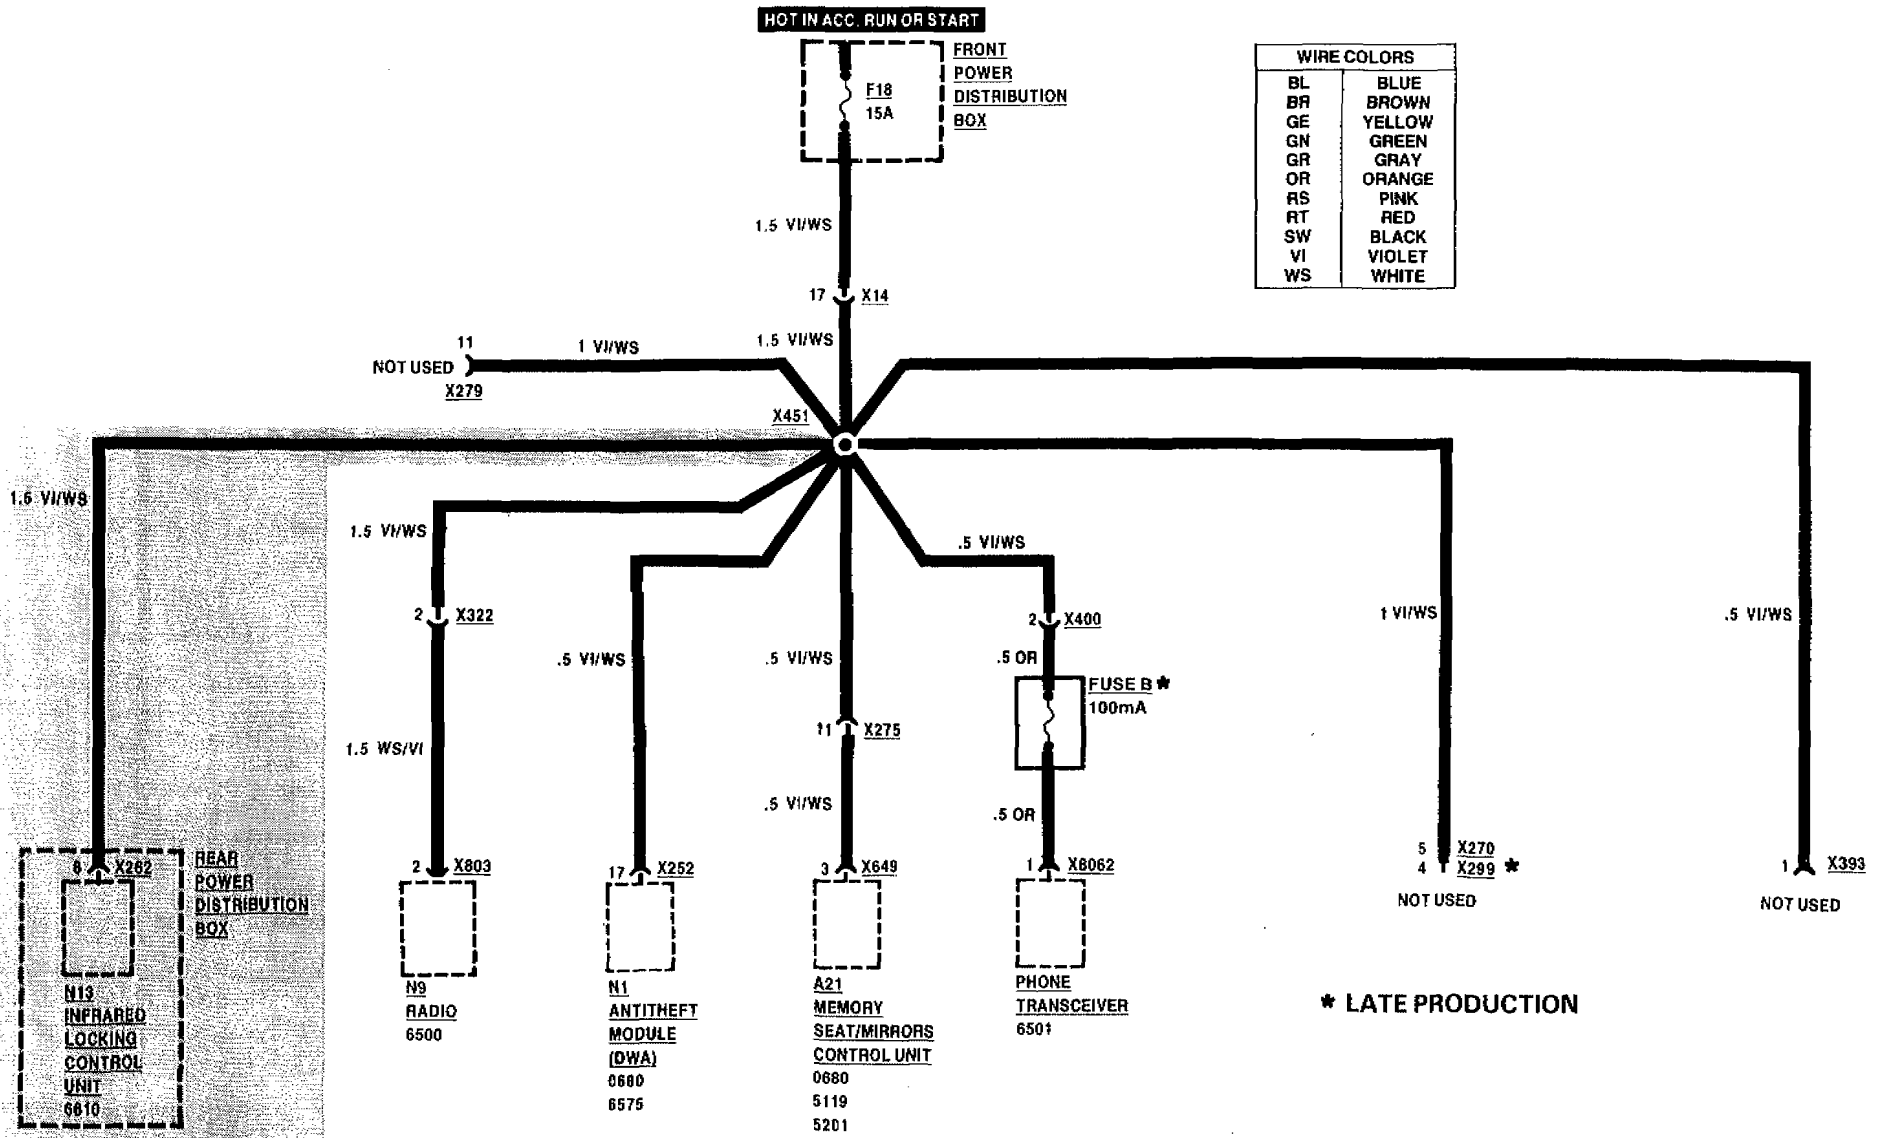 HOT IN ACC. RUN OR START
FRONT
POWER
DISTRIBUTION
BOX
F18
15A
WIRE COLORS
BL BLUE
BR BROWN
GE YELLOW
GN GREEN
GR GRAY
OR ORANGE
RS PINK
RT RED
SW BLACK
VI VIOLET
WS WHITE
1.5 VI/WS
17 X14
1.5 VI/WS
11
1 VI/WS
NOT USED
X279
X451
1.5 VI/WS
1.5 VI/WS
.5 VI/WS
2 X322
2 X400
1 VI/WS
.5 VI/WS
.5 VI/WS
.5 VI/WS
.5 OR
FUSE B *
100mA
11 X275
1.5 WS/VI
.5 VI/WS
.5 OR
8 X262
REAR
POWER
DISTRIBUTION
BOX
2 X803
17 X252
3 X649
1 X6062
5 X270
4 X299 *
NOT USED
1 X393
NOT USED
N13
INFRARED
LOCKING
CONTROL
UNIT
6610
N9
RADIO
6500
N1
ANTITHEFT
MODULE
(DWA)
0680
6575
A21
MEMORY
SEAT/MIRRORS
CONTROL UNIT
0680
5119
5201
PHONE
TRANSCEIVER
6501
* LATE PRODUCTION